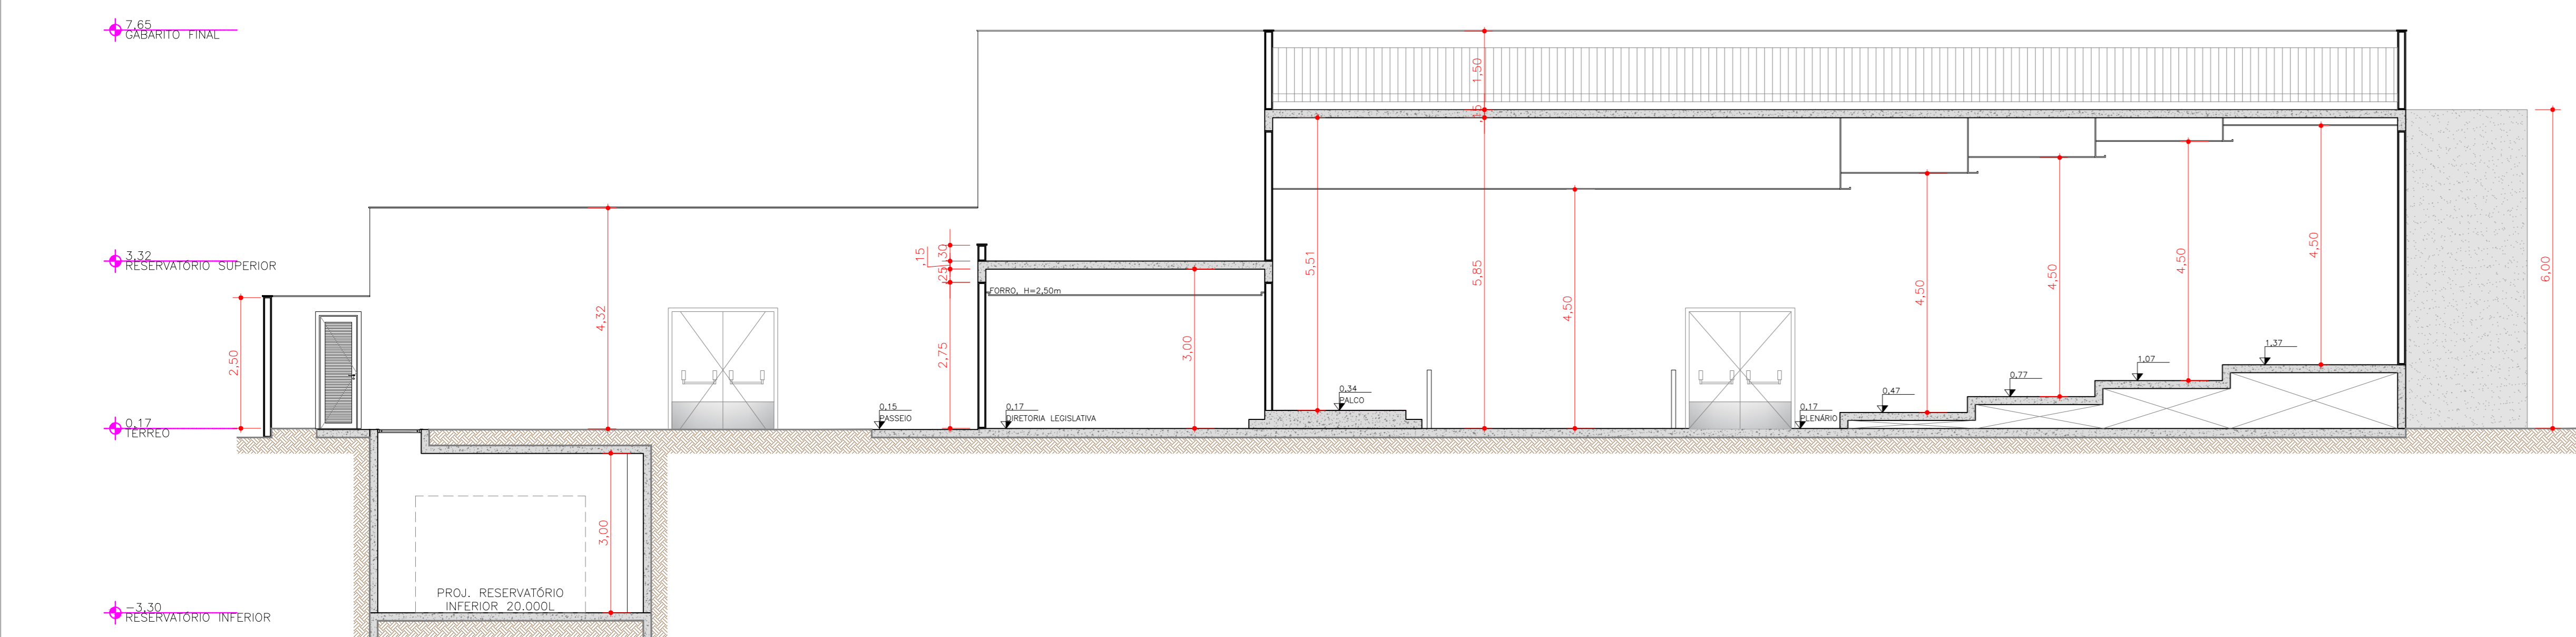 7,65
GABARITO FINAL
3,32
RESERVATÓRIO SUPERIOR
0,17
TÉRREO
-3,30
RESERVATÓRIO INFERIOR
2,50
4,32
3,00
PROJ. RESERVATÓRIO
INFERIOR 20.000L
0,15
PASSEIO
,15
,30
,25
2,75
FORRO, H=2,50m
3,00
0,17
DIRETORIA LEGISLATIVA
5,51
0,34
PALCO
1,50
,15
5,85
4,50
0,17
PLENÁRIO
4,50
0,47
4,50
0,77
4,50
1,07
4,50
1,37
6,00